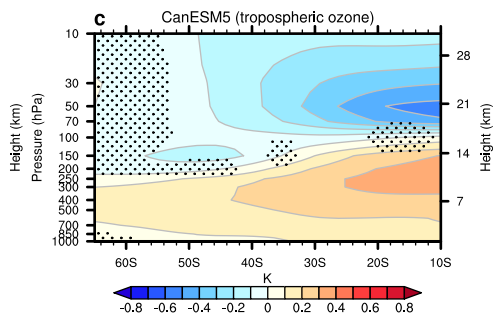 c CanESM5 (tropospheric ozone)
10
30
50
70
100
150
200
250
300
400
500
700
850
1000
Height (km)
Pressure (hPa)
28
21
14
7
Height (km)
60S 50S 40S 30S 20S 10S
K
-0.8 -0.6 -0.4 -0.2 0 0.2 0.4 0.6 0.8